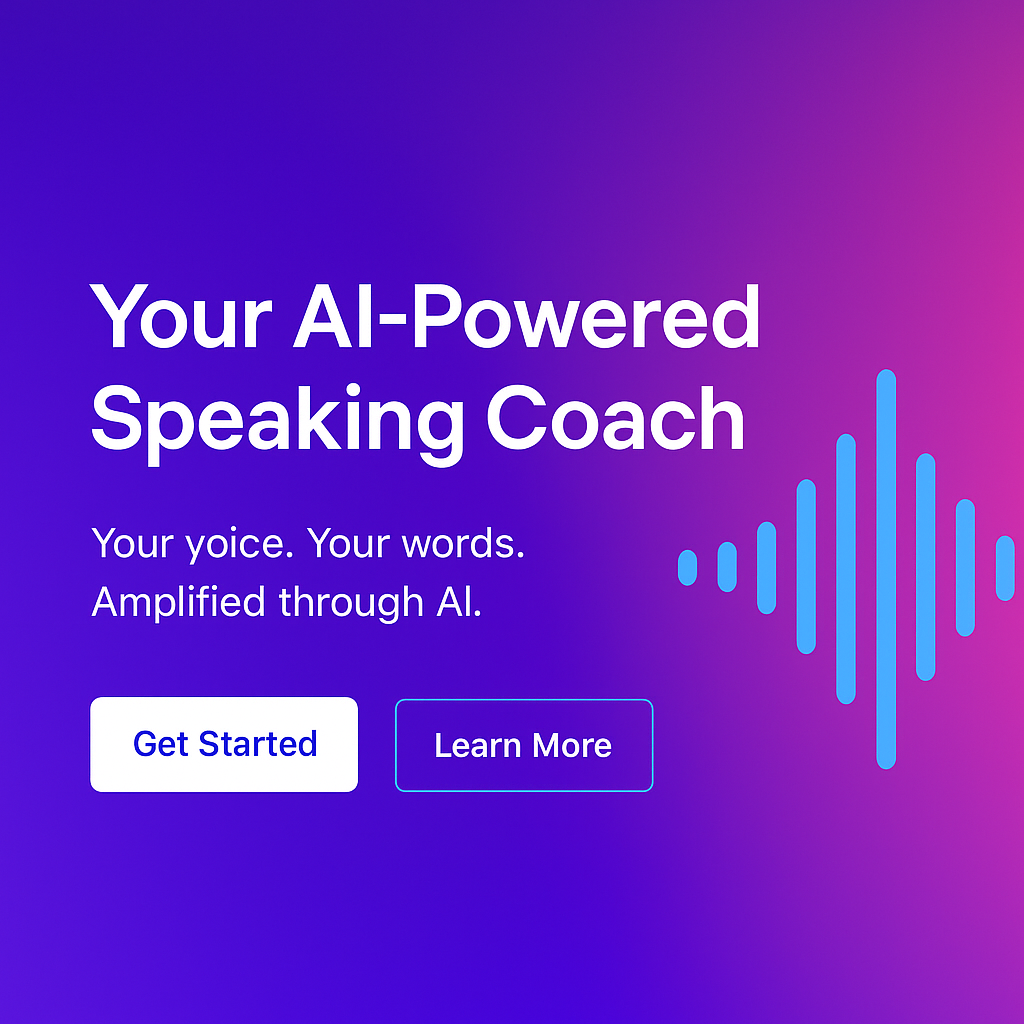 Your AI-Powered
Speaking Coach
Your yoice. Your words.
Amplified through AI.
Get Started
Learn More